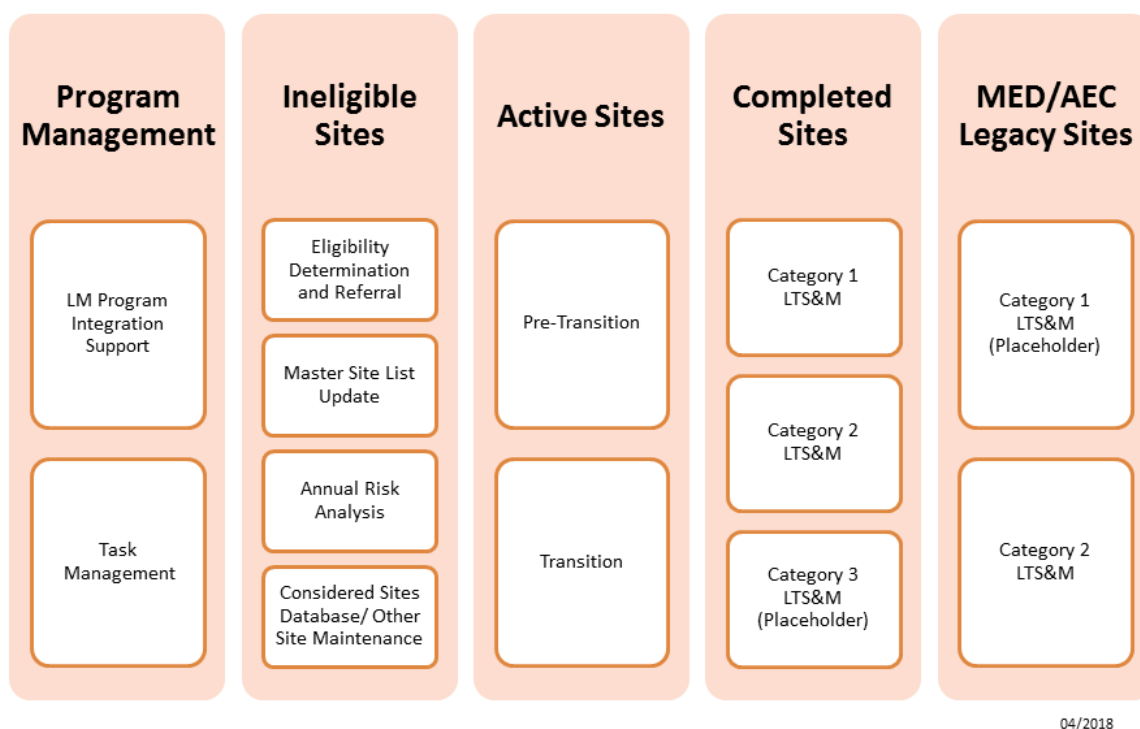 Program
Management
LM Program
Integration
Support
Task
Management
Ineligible
Sites
Eligibility
Determination
and Referral
Master Site List
Update
Annual Risk
Analysis
Considered Sites
Database/ Other
Site Maintenance
Active Sites
Pre-Transition
Transition
Completed
Sites
Category 1
LTS&M
Category 2
LTS&M
Category 3
LTS&M
(Placeholder)
MED/AEC
Legacy Sites
Category 1
LTS&M
(Placeholder)
Category 2
LTS&M
04/2018